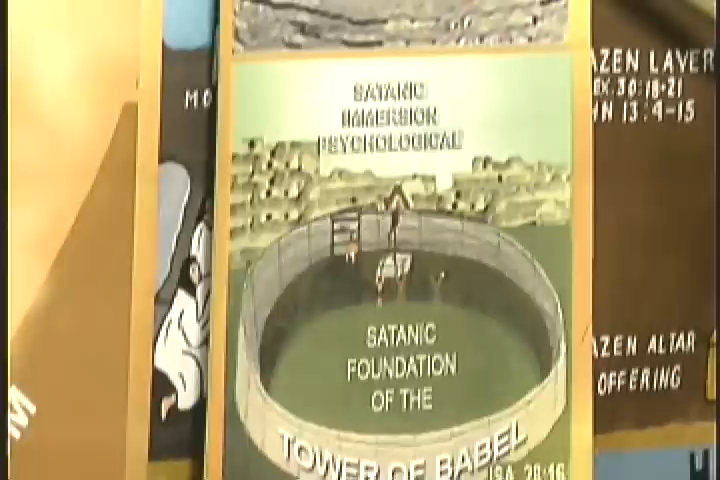 SATANIC
IMMERSION
PSYCHOLOGICAL
SATANIC
FOUNDATION
OF THE
TOWER OF BABEL
ISA. 28:16
AZEN LAVER
EX. 30:18-21
HN 13:4-15
AZEN ALTAR
OFFERING
MO
M